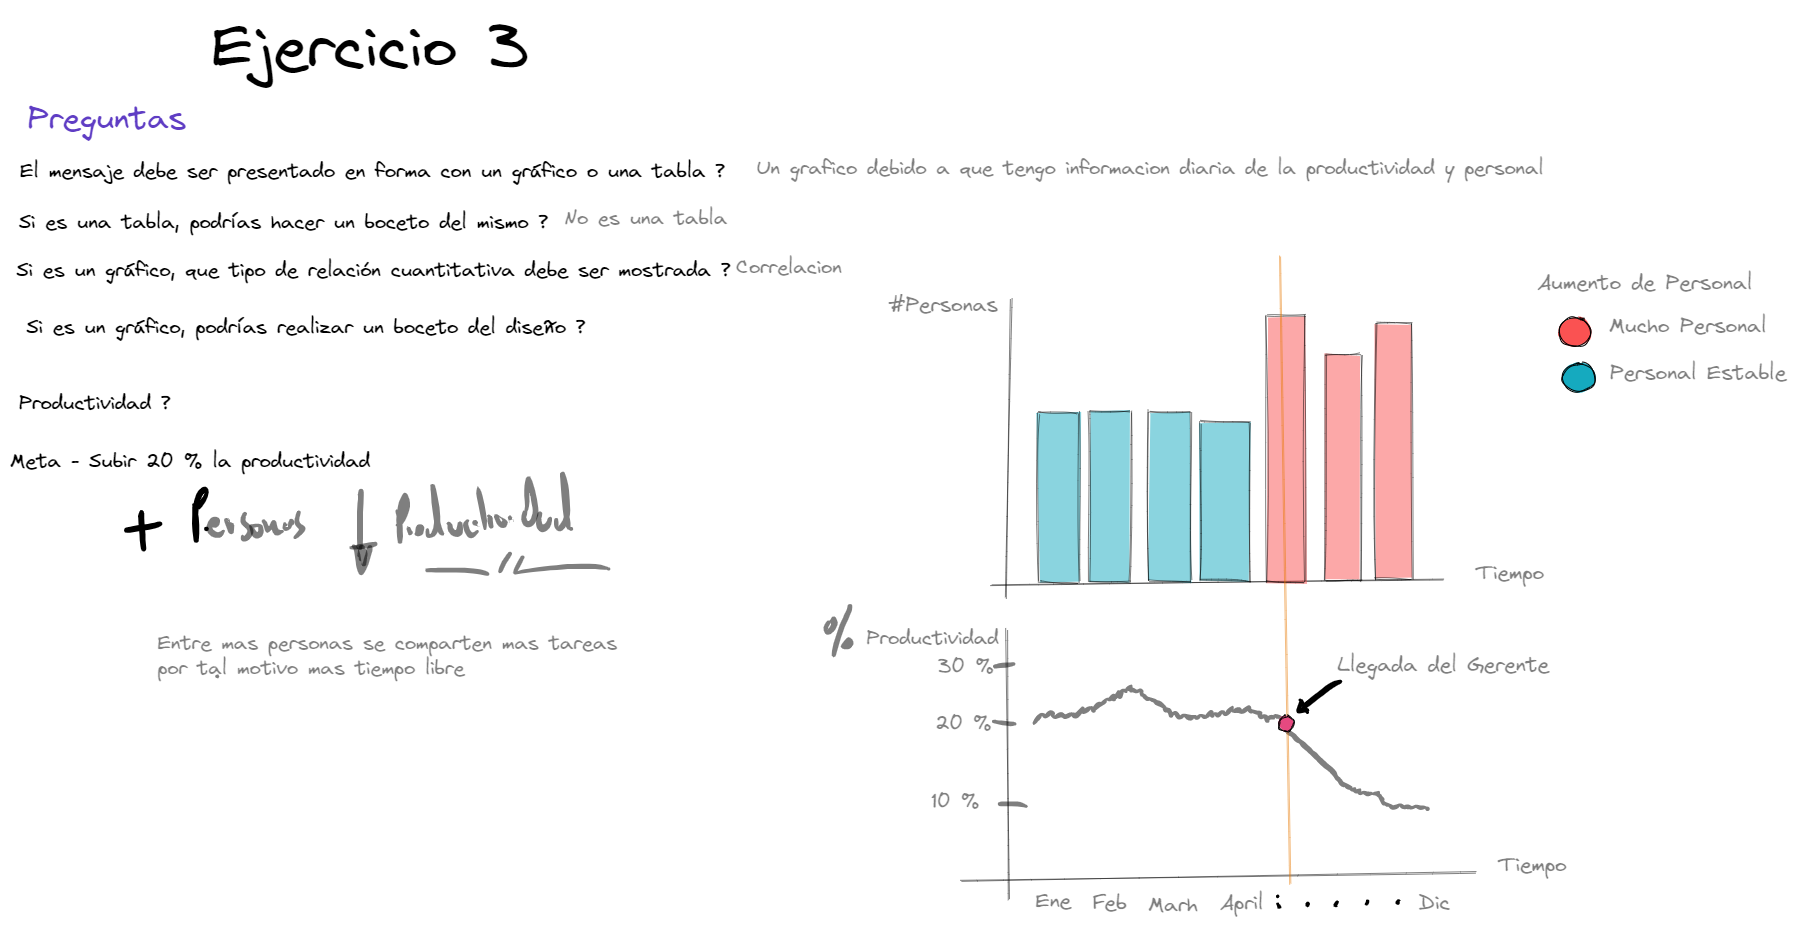 Ejercicio 3
Preguntas
El mensaje debe ser presentado en forma con un gráfico o una tabla ?
Un grafico debido a que tengo informacion diaria de la productividad y personal
Si es una tabla, podrías hacer un boceto del mismo ?
No es una tabla
Si es un gráfico, que tipo de relación cuantitativa debe ser mostrada ?
Correlacion
Si es un gráfico, podrías realizar un boceto del diseño ?
Productividad ?
Meta - Subir 20 % la productividad
+ Personas ↓ Productividad
Entre mas personas se comparten mas tareas
por tal motivo mas tiempo libre
#Personas
Aumento de Personal
Mucho Personal
Personal Estable
Tiempo
% Productividad
30 %
20 %
10 %
Llegada del Gerente
Tiempo
Ene Feb Marh April : . . . . Dic